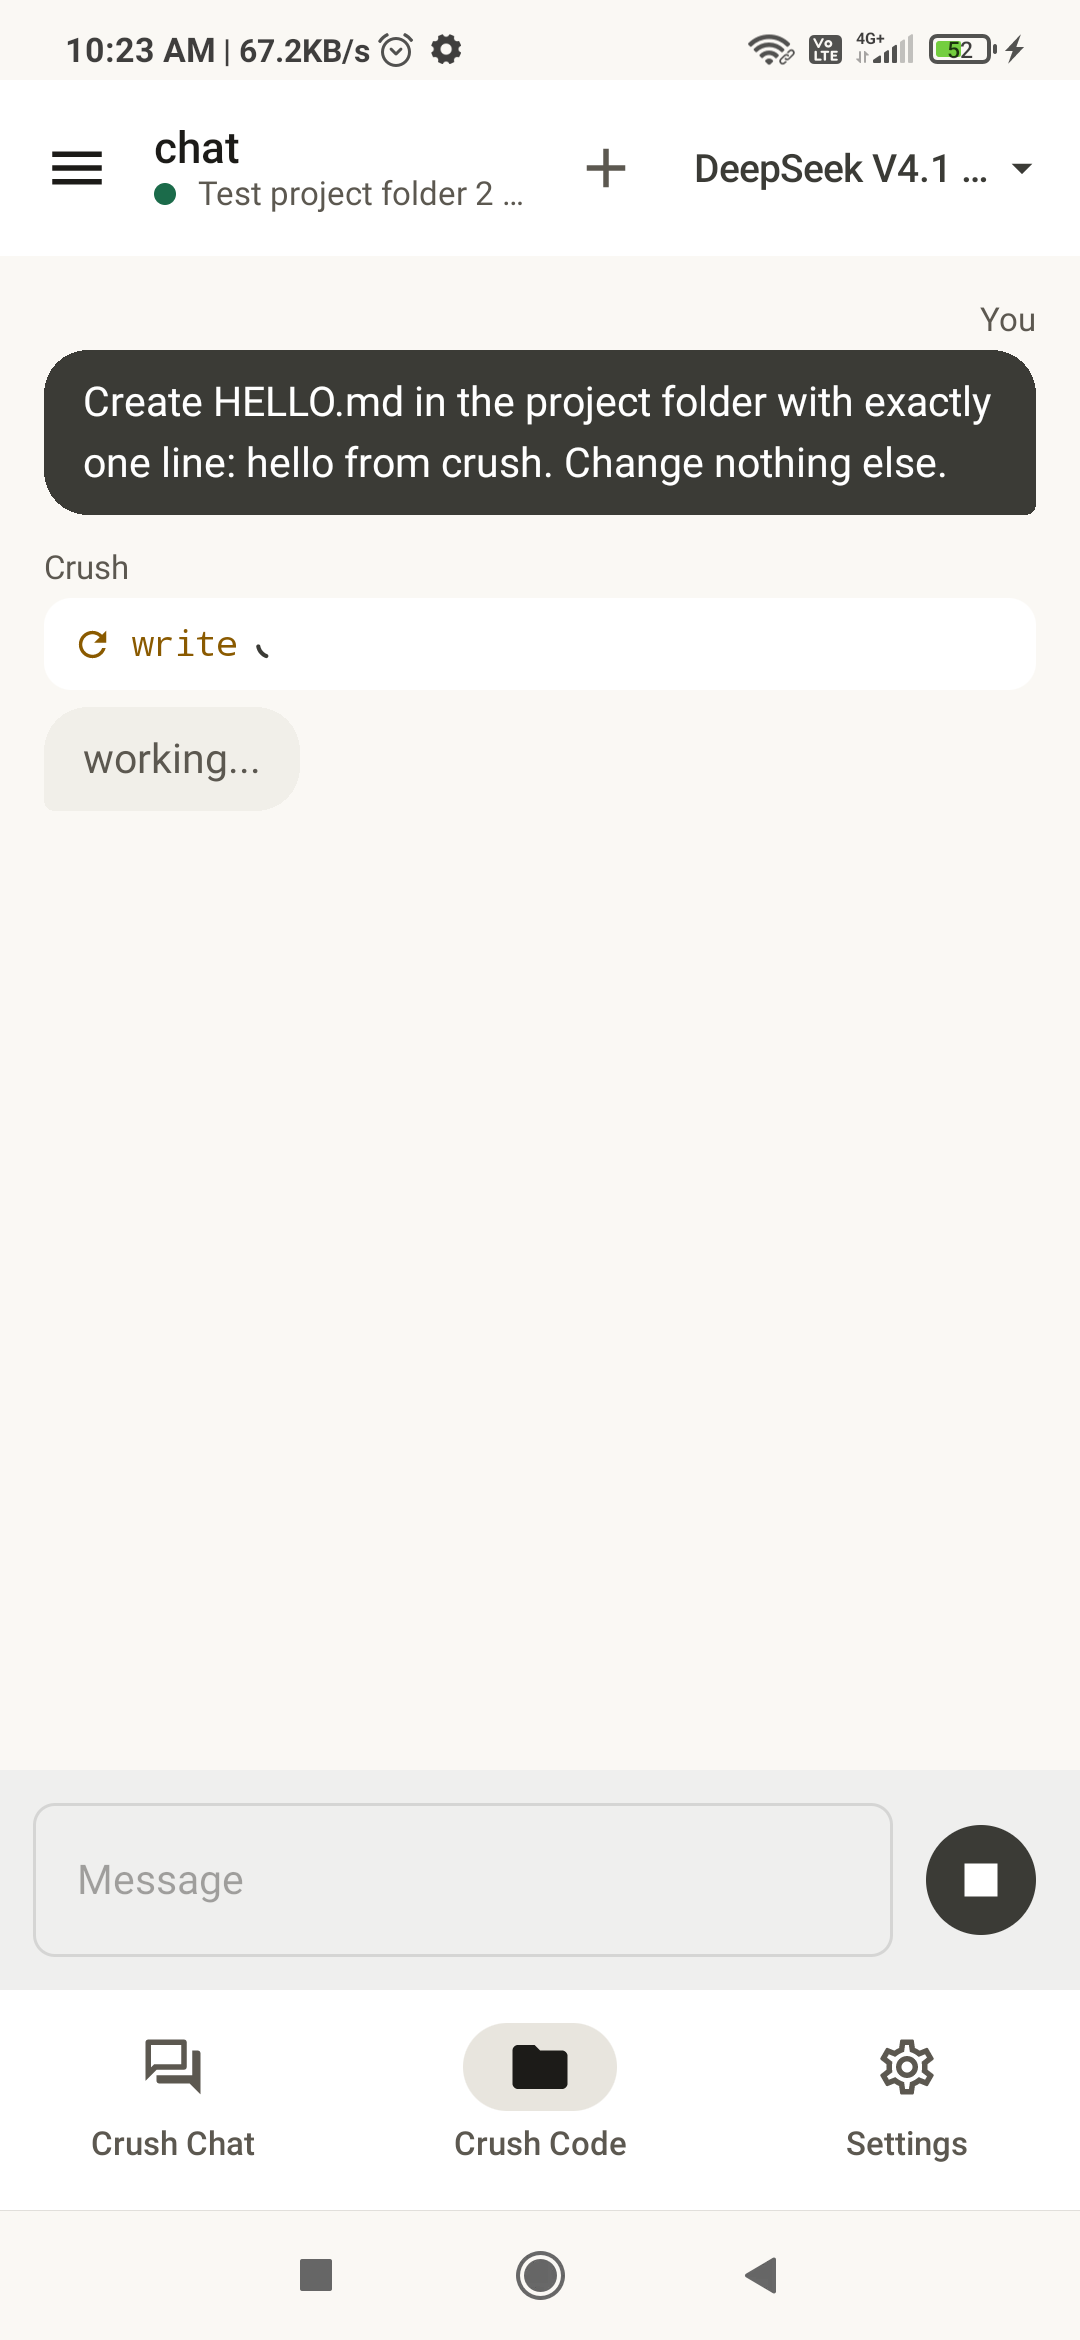 10:23 AM | 67.2KB/s
Vo LTE
4G+
52
chat
Test project folder 2 ...
DeepSeek V4.1 ...
You
Create HELLO.md in the project folder with exactly
one line: hello from crush. Change nothing else.
Crush
write
working...
Message
Crush Chat
Crush Code
Settings